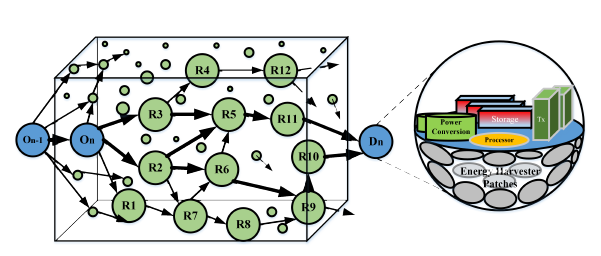 R4
R12
R3
R5
R11
On-1
On
Dn
R2
R6
R10
R1
R7
R8
R9
Storage
Tx
Power
Conversion
Processor
Energy Harvester
Patches